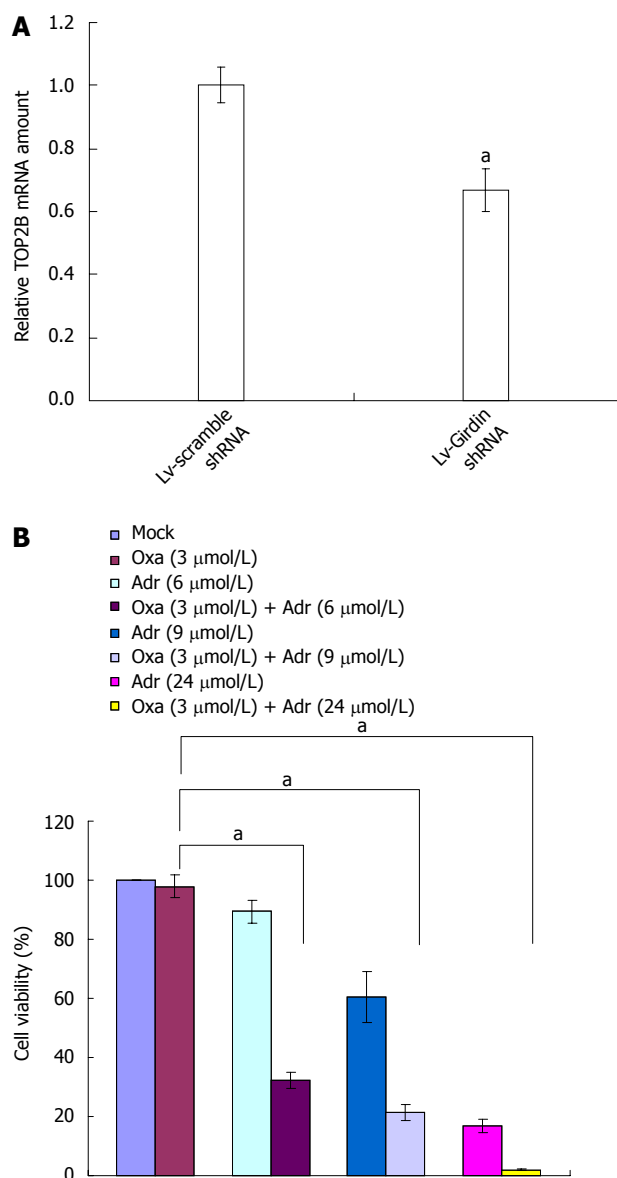 A
1.2
1.0
0.8
0.6
0.4
0.2
0.0
Relative TOP2B mRNA amount
a
Lv-scramble
shRNA
Lv-Girdin
shRNA
B
Mock
Oxa (3 μmol/L)
Adr (6 μmol/L)
Oxa (3 μmol/L) + Adr (6 μmol/L)
Adr (9 μmol/L)
Oxa (3 μmol/L) + Adr (9 μmol/L)
Adr (24 μmol/L)
Oxa (3 μmol/L) + Adr (24 μmol/L)
a
a
a
120
100
80
60
40
20
0
Cell viability (%)